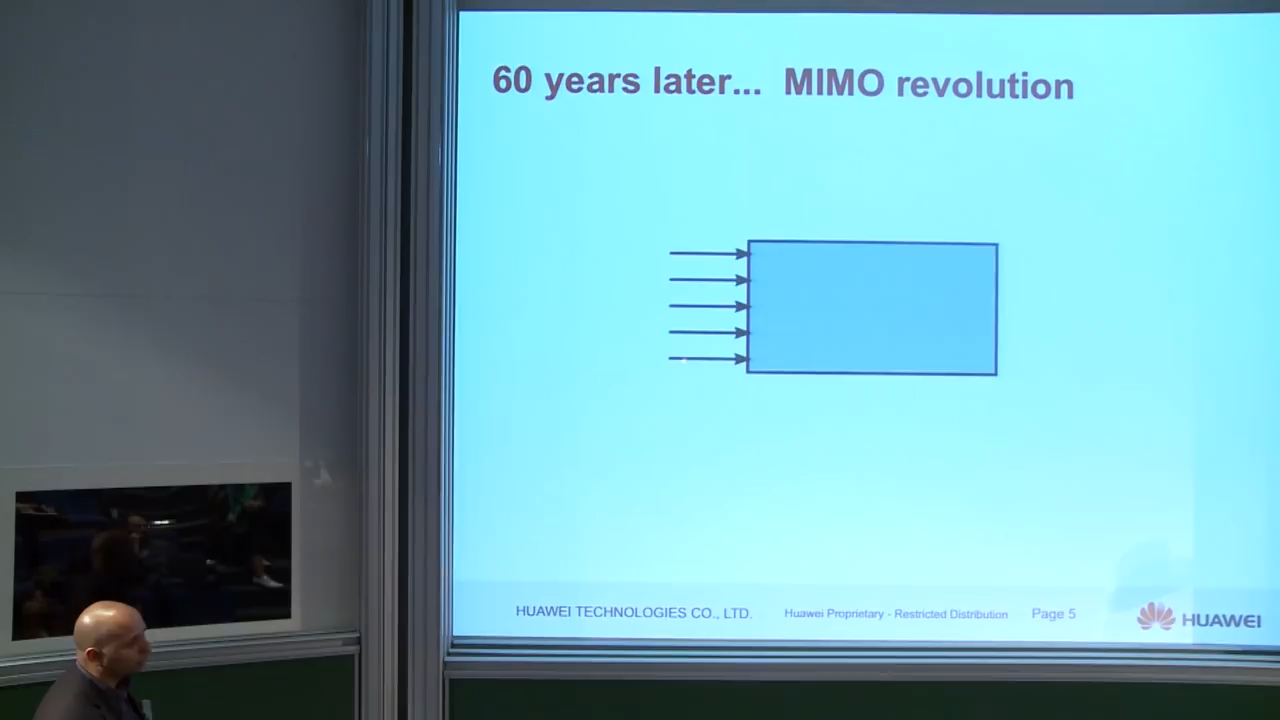 60 years later... MIMO revolution
HUAWEI TECHNOLOGIES CO., LTD. Huawei Proprietary - Restricted Distribution Page 5 HUAWEI